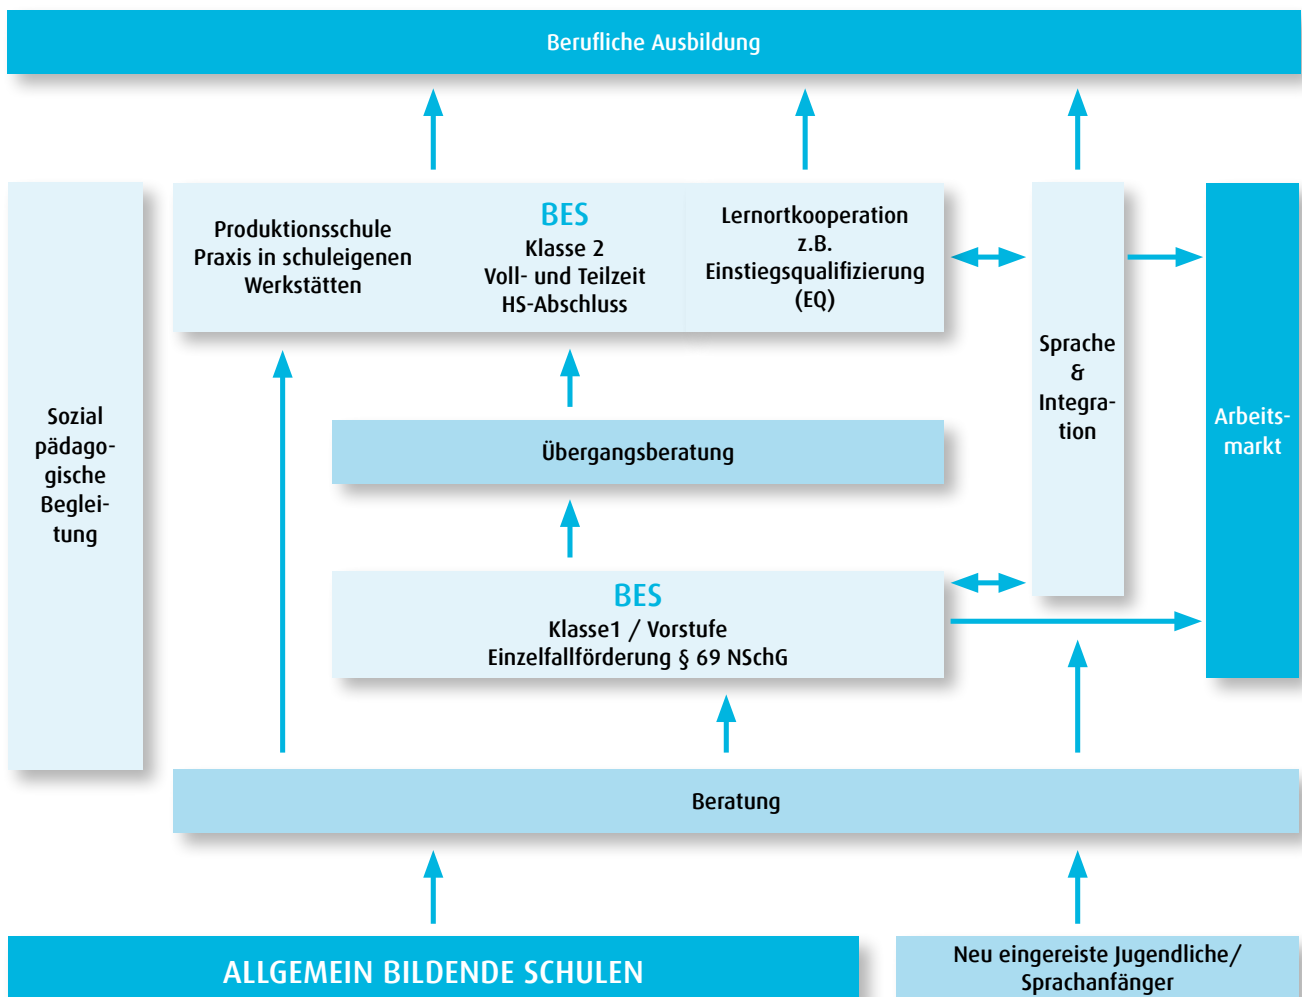 Berufliche Ausbildung
Produktionsschule
Praxis in schuleigenen
Werkstätten
BES
Klasse 2
Voll- und Teilzeit
HS-Abschluss
Lernortkooperation
z.B.
Einstiegsqualifizierung
(EQ)
Sprache
&
Integra-
tion
Arbeits-
markt
Sozial
pädago-
gische
Beglei-
tung
Übergangsberatung
BES
Klasse1 / Vorstufe
Einzelfallförderung § 69 NSchG
Beratung
ALLGEMEIN BILDENDE SCHULEN
Neu eingereiste Jugendliche/
Sprachanfänger